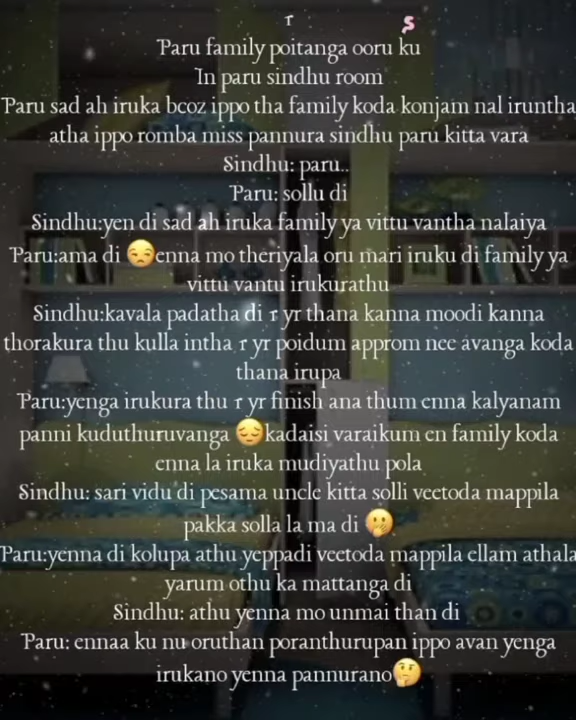 r s
Paru family poitanga ooru ku
In paru sindhu room
Paru sad ah iruka bcoz ippo tha family koda konjam nal iruntha
atha ippo romba miss pannura sindhu paru kitta vara
Sindhu: paru..
Paru: sollu di
Sindhu:yen di sad ah iruka family ya vittu vantha nalaiya
Paru:ama di 😒enna mo theriyala oru mari iruku di family ya
vittu vantu irukurathu
Sindhu:kavala padatha di 1 yr thana kanna moodi kanna
thorakura thu kulla intha 1 yr poidum approm nee avanga koda
thana irupa
Paru:yenga irukura thu 1 yr finish ana thum enna kalyanam
panni kuduthuruvanga 😔kadaisi varaikum en family koda
enna la iruka mudiyathu pola
Sindhu: sari vidu di pesama uncle kitta solli veetoda mappila
pakka solla la ma di 🫢
Paru:yenna di kolupa athu yeppadi veetoda mappila ellam athala
yarum othu ka mattanga di
Sindhu: athu yenna mo unmai than di
Paru: ennaa ku nu oruthan poranthurupan ippo avan yenga
irukano yenna pannurano🤔